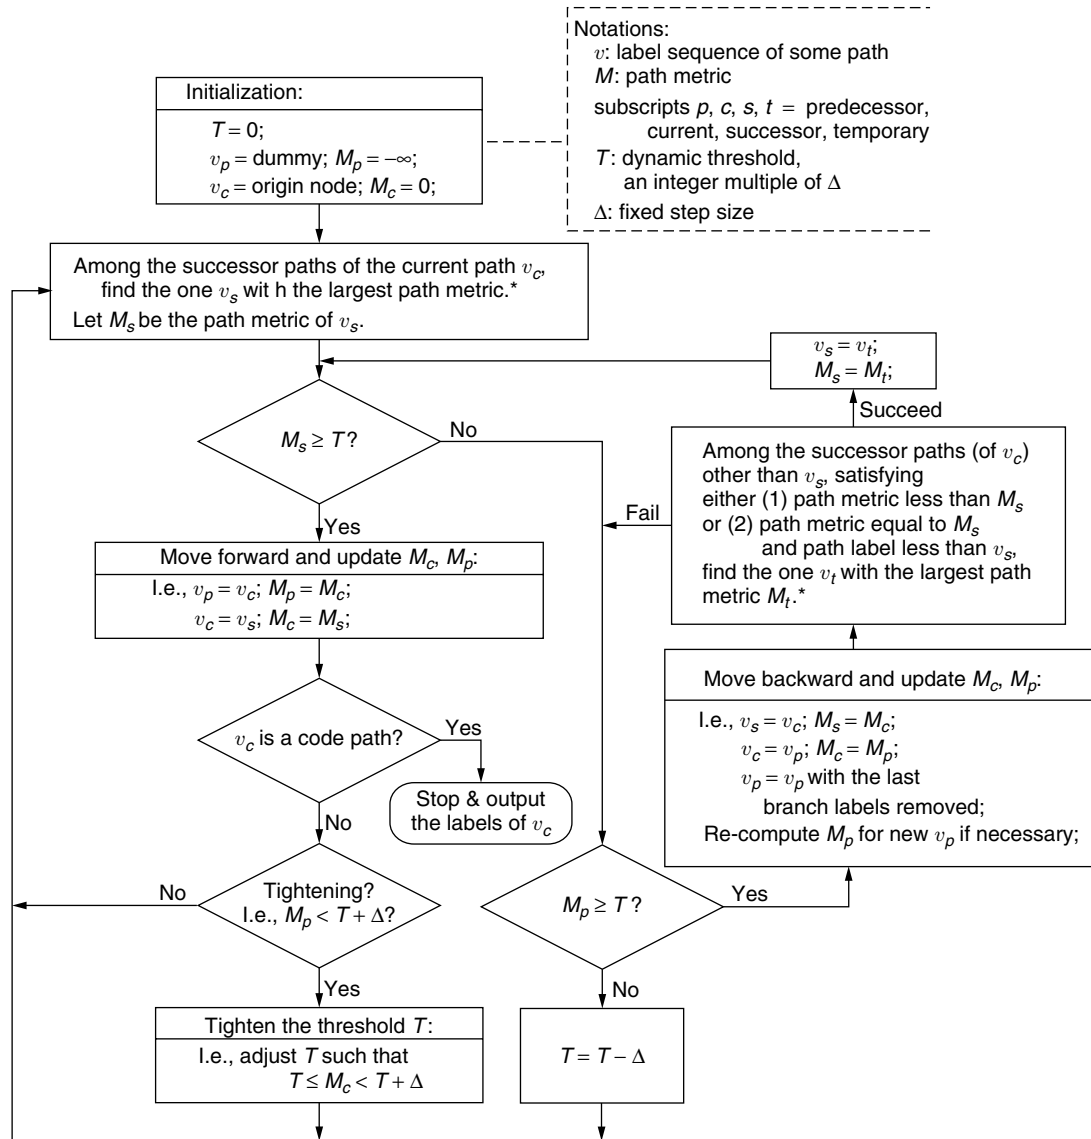 Notations:
v: label sequence of some path
M: path metric
subscripts p, c, s, t = predecessor,
current, successor, temporary
T: dynamic threshold,
an integer multiple of Δ
Δ: fixed step size
Initialization:
T = 0;
v_p = dummy; M_p = −∞;
v_c = origin node; M_c = 0;
Among the successor paths of the current path v_c,
find the one v_s wit h the largest path metric.*
Let M_s be the path metric of v_s.
v_s = v_t;
M_s = M_t;
Succeed
M_s ≥ T?
No
Yes
Among the successor paths (of v_c)
other than v_s, satisfying
either (1) path metric less than M_s
or (2) path metric equal to M_s
and path label less than v_s,
find the one v_t with the largest path
metric M_t.*
Fail
Move forward and update M_c, M_p:
I.e., v_p = v_c; M_p = M_c;
v_c = v_s; M_c = M_s;
Move backward and update M_c, M_p:
I.e., v_s = v_c; M_s = M_c;
v_c = v_p; M_c = M_p;
v_p = v_p with the last
branch labels removed;
Re-compute M_p for new v_p if necessary;
v_c is a code path?
Yes
Stop & output
the labels of v_c
No
Tightening?
I.e., M_p < T + Δ?
No
Yes
M_p ≥ T?
Yes
No
Tighten the threshold T:
I.e., adjust T such that
T ≤ M_c < T + Δ
T = T − Δ